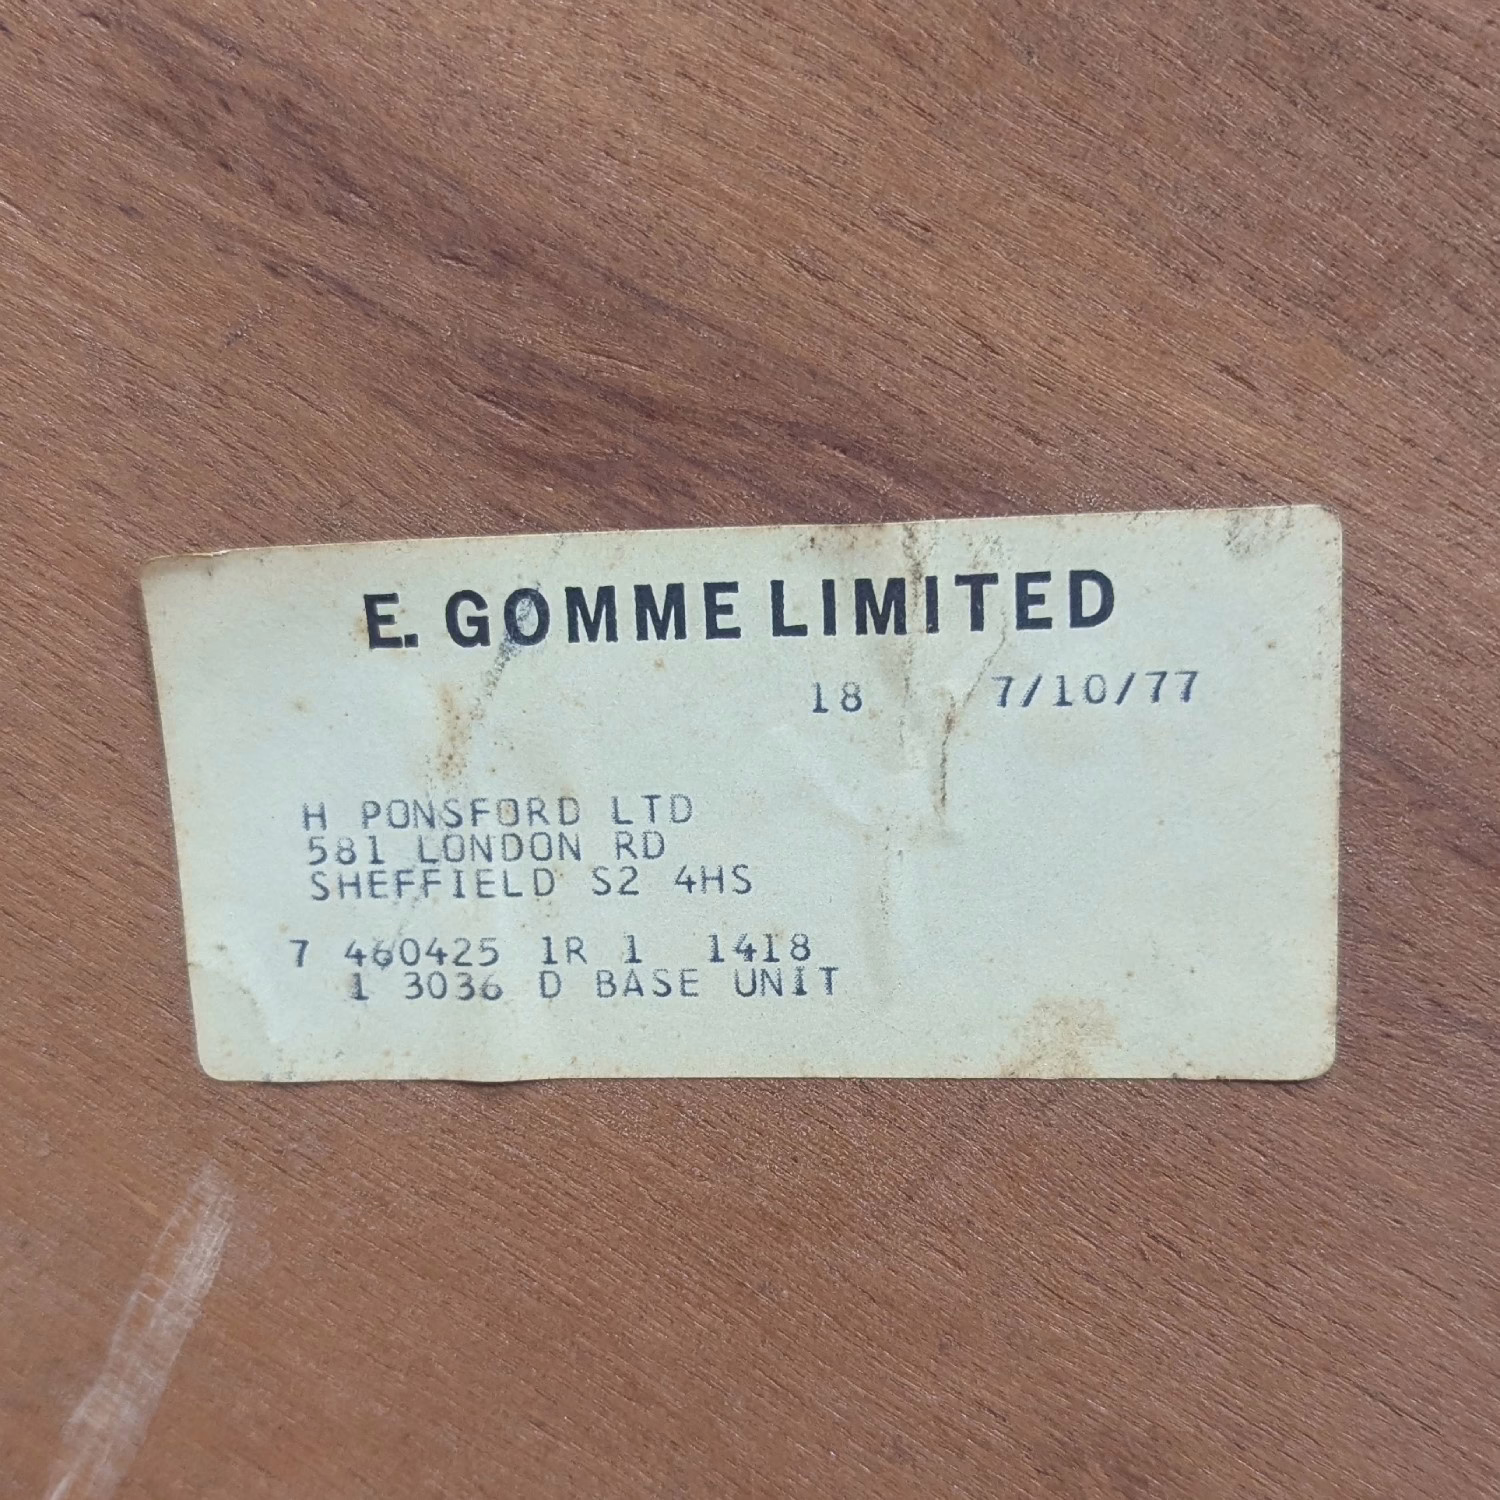 E. GOMME LIMITED
18 7/10/77
H PONSFORD LTD
581 LONDON RD
SHEFFIELD S2 4HS
7 460425 1R 1 1418
1 3036 D BASE UNIT